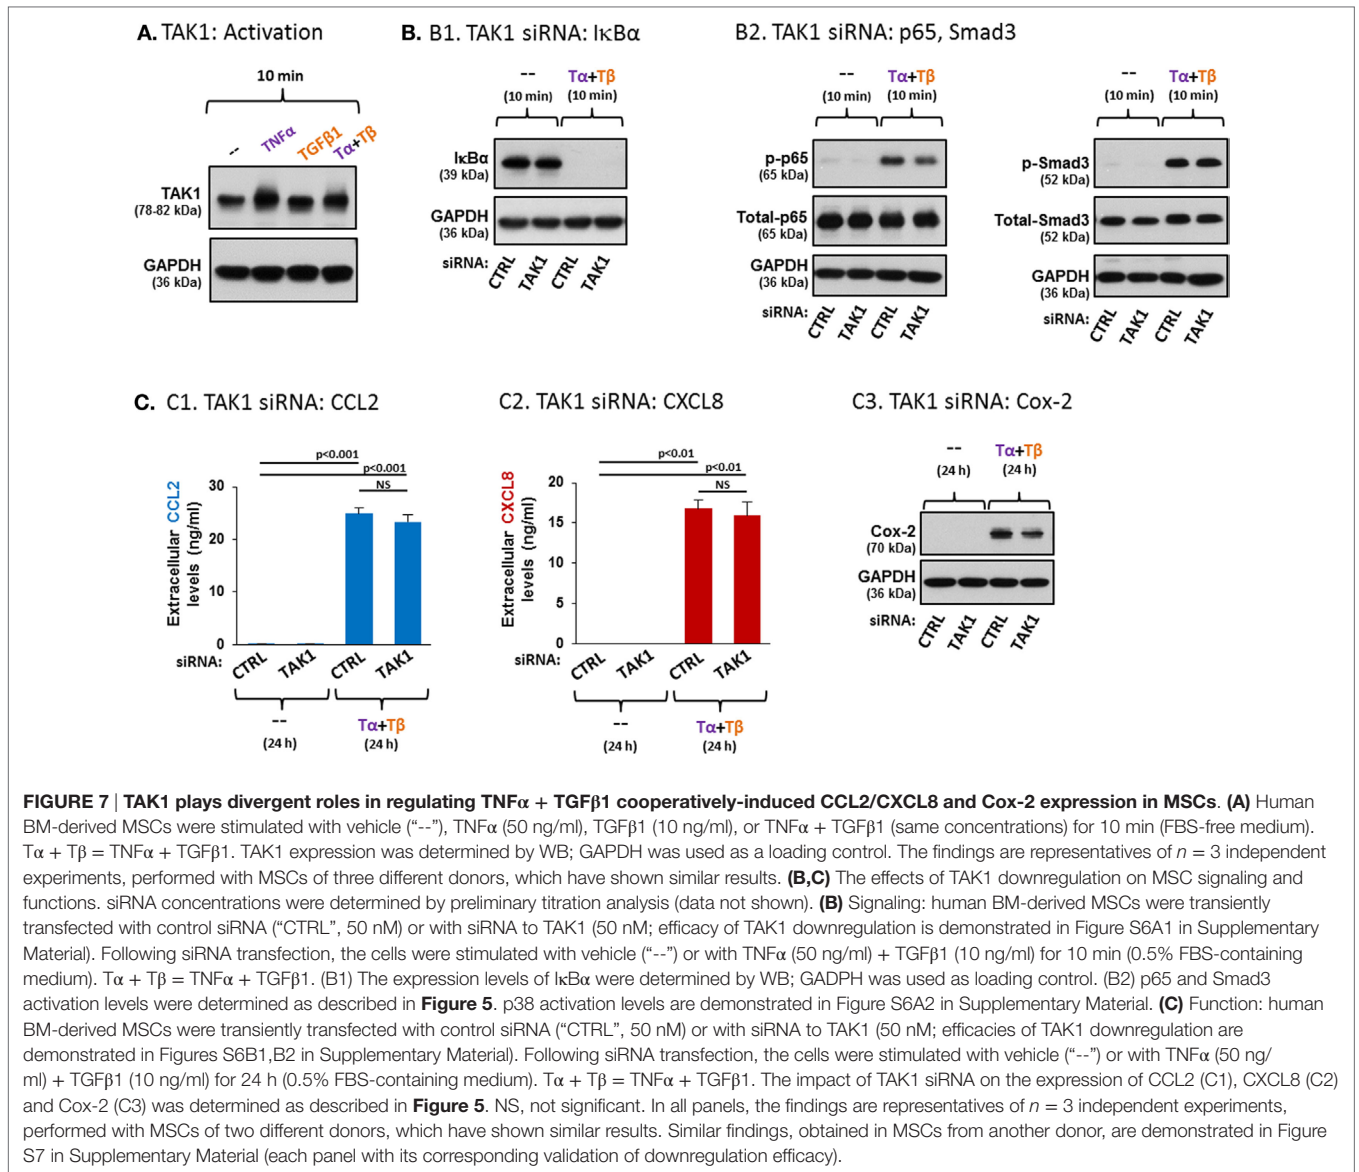 A. TAK1: Activation
10 min
-- TNFα TGFβ1 Tα+Tβ
TAK1
(78-82 kDa)
GAPDH
(36 kDa)
B. B1. TAK1 siRNA: IκBα
-- Tα+Tβ
(10 min) (10 min)
IκBα
(39 kDa)
GAPDH
(36 kDa)
siRNA: CTRL TAK1 CTRL TAK1
B2. TAK1 siRNA: p65, Smad3
-- Tα+Tβ
(10 min) (10 min)
p-p65
(65 kDa)
Total-p65
(65 kDa)
GAPDH
(36 kDa)
siRNA: CTRL TAK1 CTRL TAK1
-- Tα+Tβ
(10 min) (10 min)
p-Smad3
(52 kDa)
Total-Smad3
(52 kDa)
GAPDH
(36 kDa)
siRNA: CTRL TAK1 CTRL TAK1
C. C1. TAK1 siRNA: CCL2
p<0.001
p<0.001
NS
Extracellular CCL2
levels (ng/ml)
30
20
10
0
siRNA: CTRL TAK1 CTRL TAK1
-- Tα+Tβ
(24 h) (24 h)
C2. TAK1 siRNA: CXCL8
p<0.01
p<0.01
NS
Extracellular CXCL8
levels (ng/ml)
20
15
10
5
0
siRNA: CTRL TAK1 CTRL TAK1
-- Tα+Tβ
(24 h) (24 h)
C3. TAK1 siRNA: Cox-2
-- Tα+Tβ
(24 h) (24 h)
Cox-2
(70 kDa)
GAPDH
(36 kDa)
siRNA: CTRL TAK1 CTRL TAK1
FIGURE 7 | TAK1 plays divergent roles in regulating TNFα + TGFβ1 cooperatively-induced CCL2/CXCL8 and Cox-2 expression in MSCs. (A) Human
BM-derived MSCs were stimulated with vehicle (“--”), TNFα (50 ng/ml), TGFβ1 (10 ng/ml), or TNFα + TGFβ1 (same concentrations) for 10 min (FBS-free medium).
Tα + Tβ = TNFα + TGFβ1. TAK1 expression was determined by WB; GAPDH was used as a loading control. The findings are representatives of n = 3 independent
experiments, performed with MSCs of three different donors, which have shown similar results. (B,C) The effects of TAK1 downregulation on MSC signaling and
functions. siRNA concentrations were determined by preliminary titration analysis (data not shown). (B) Signaling: human BM-derived MSCs were transiently
transfected with control siRNA (“CTRL”, 50 nM) or with siRNA to TAK1 (50 nM; efficacy of TAK1 downregulation is demonstrated in Figure S6A1 in Supplementary
Material). Following siRNA transfection, the cells were stimulated with vehicle (“--”) or with TNFα (50 ng/ml) + TGFβ1 (10 ng/ml) for 10 min (0.5% FBS-containing
medium). Tα + Tβ = TNFα + TGFβ1. (B1) The expression levels of IκBα were determined by WB; GADPH was used as loading control. (B2) p65 and Smad3
activation levels were determined as described in Figure 5. p38 activation levels are demonstrated in Figure S6A2 in Supplementary Material. (C) Function: human
BM-derived MSCs were transiently transfected with control siRNA (“CTRL”, 50 nM) or with siRNA to TAK1 (50 nM; efficacies of TAK1 downregulation are
demonstrated in Figures S6B1,B2 in Supplementary Material). Following siRNA transfection, the cells were stimulated with vehicle (“--”) or with TNFα (50 ng/
ml) + TGFβ1 (10 ng/ml) for 24 h (0.5% FBS-containing medium). Tα + Tβ = TNFα + TGFβ1. The impact of TAK1 siRNA on the expression of CCL2 (C1), CXCL8 (C2)
and Cox-2 (C3) was determined as described in Figure 5. NS, not significant. In all panels, the findings are representatives of n = 3 independent experiments,
performed with MSCs of two different donors, which have shown similar results. Similar findings, obtained in MSCs from another donor, are demonstrated in Figure
S7 in Supplementary Material (each panel with its corresponding validation of downregulation efficacy).